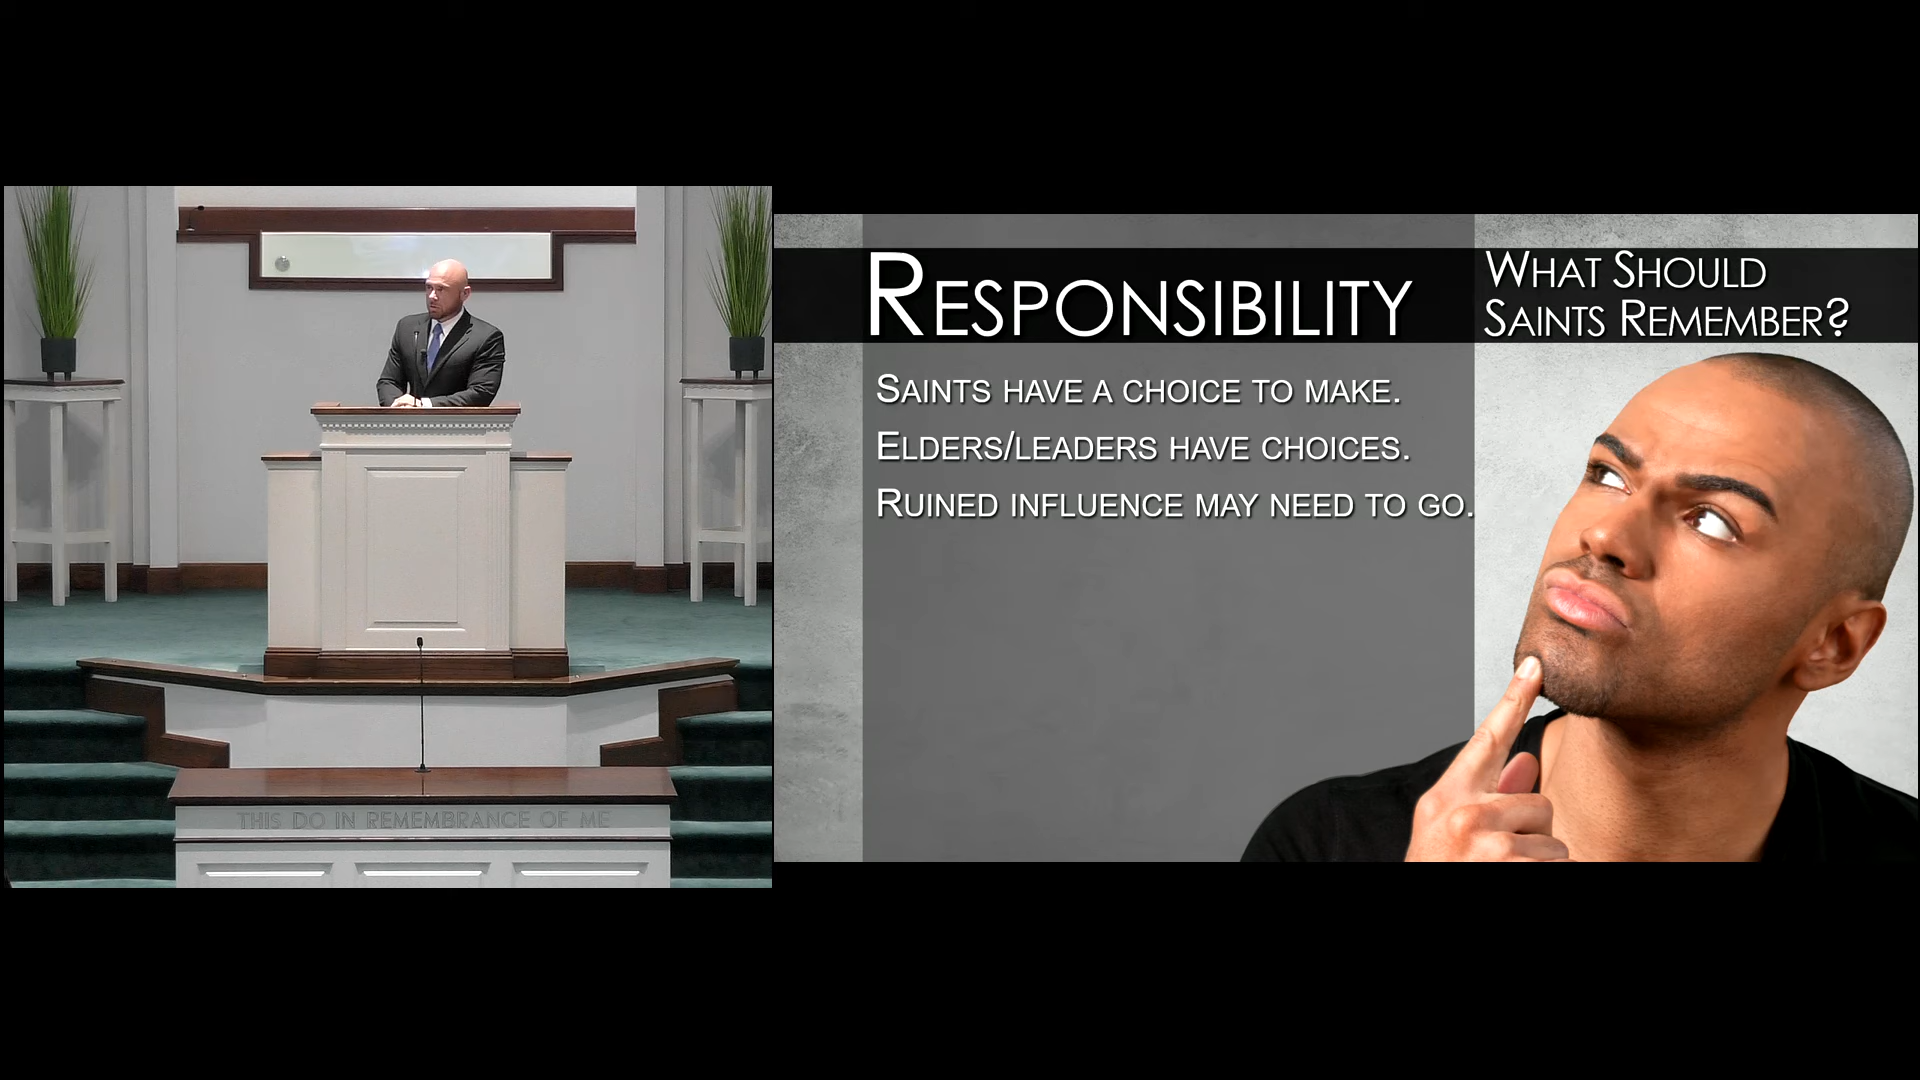 Responsibility
What Should
Saints Remember?
Saints have a choice to make.
Elders/leaders have choices.
Ruined influence may need to go.
THIS DO IN REMEMBRANCE OF ME